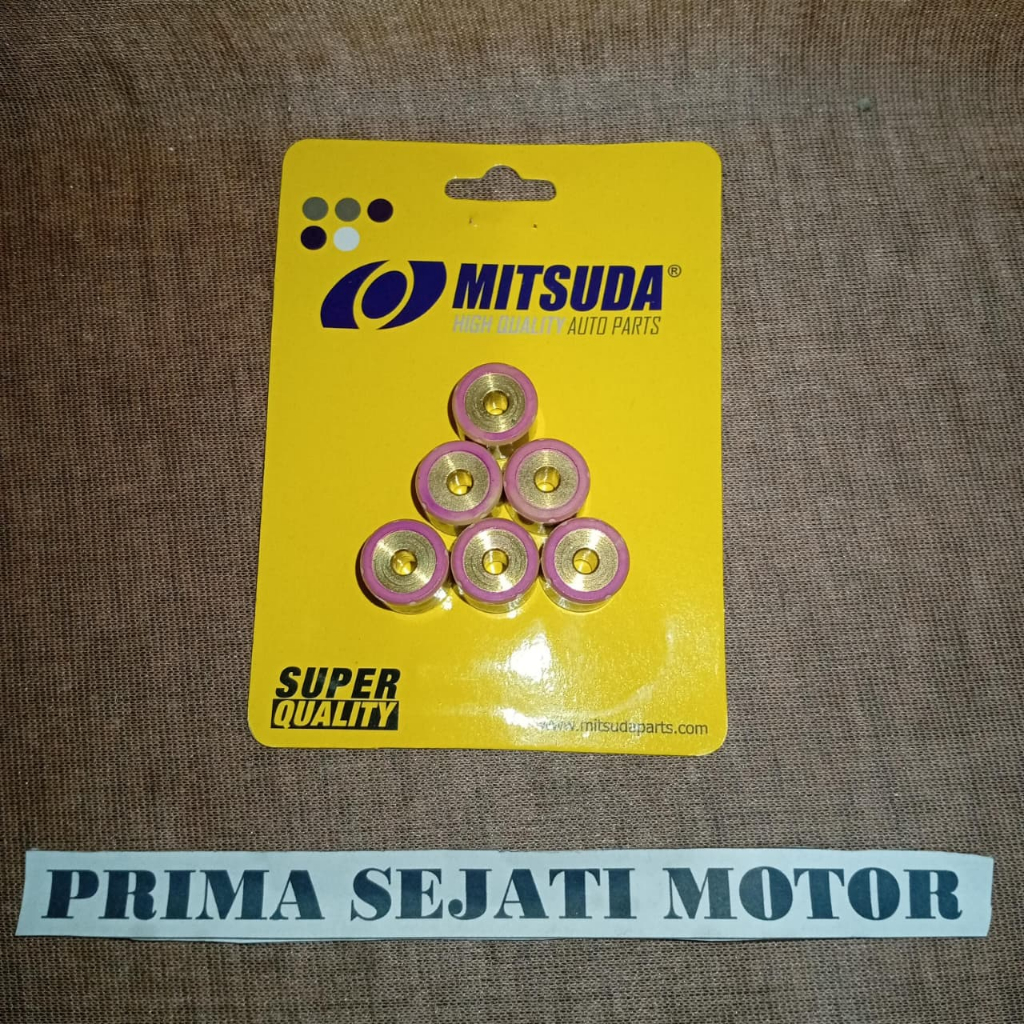 MITSUDA®
HIGH QUALITY AUTO PARTS
SUPER
QUALITY
www.mitsudaparts.com
PRIMA SEJATI MOTOR